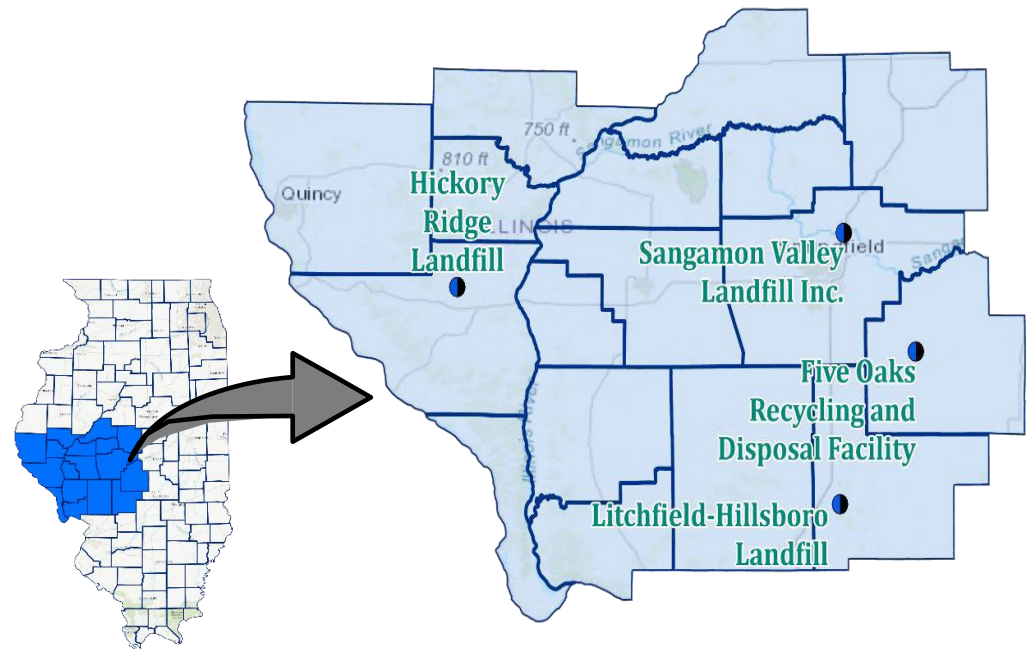 750 ft
Sangamon River
810 ft
Hickory
Ridge
Landfill
Quincy
ILLINOIS
Sangamon Valley
Landfill Inc.
Five Oaks
Recycling and
Disposal Facility
Litchfield-Hillsboro
Landfill